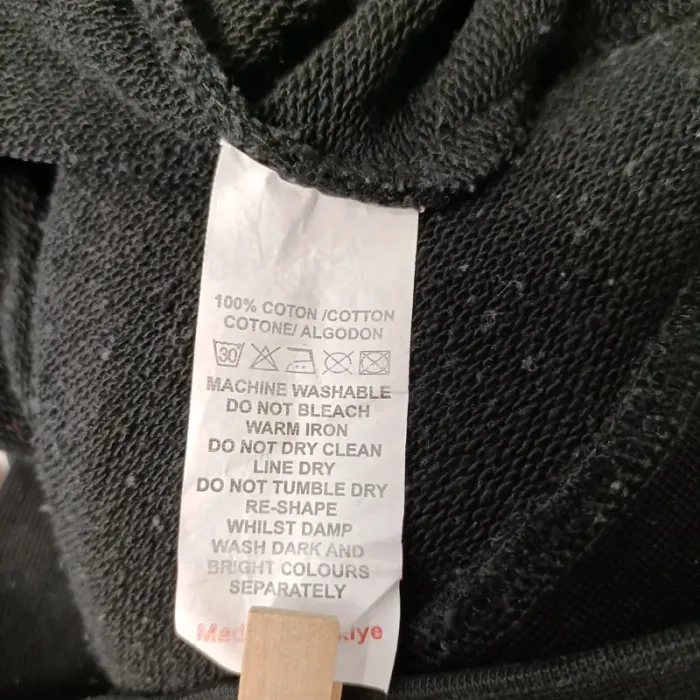 100% COTON /COTTON
COTONE/ ALGODON
30
MACHINE WASHABLE
DO NOT BLEACH
WARM IRON
DO NOT DRY CLEAN
LINE DRY
DO NOT TUMBLE DRY
RE-SHAPE
WHILST DAMP
WASH DARK AND
BRIGHT COLOURS
SEPARATELY